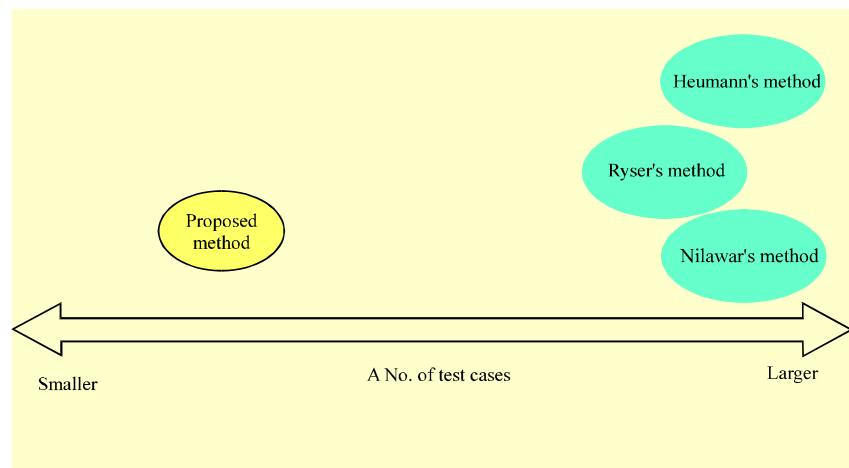 Heumann's method
Ryser's method
Proposed
method
Nilawar's method
Smaller
A No. of test cases
Larger